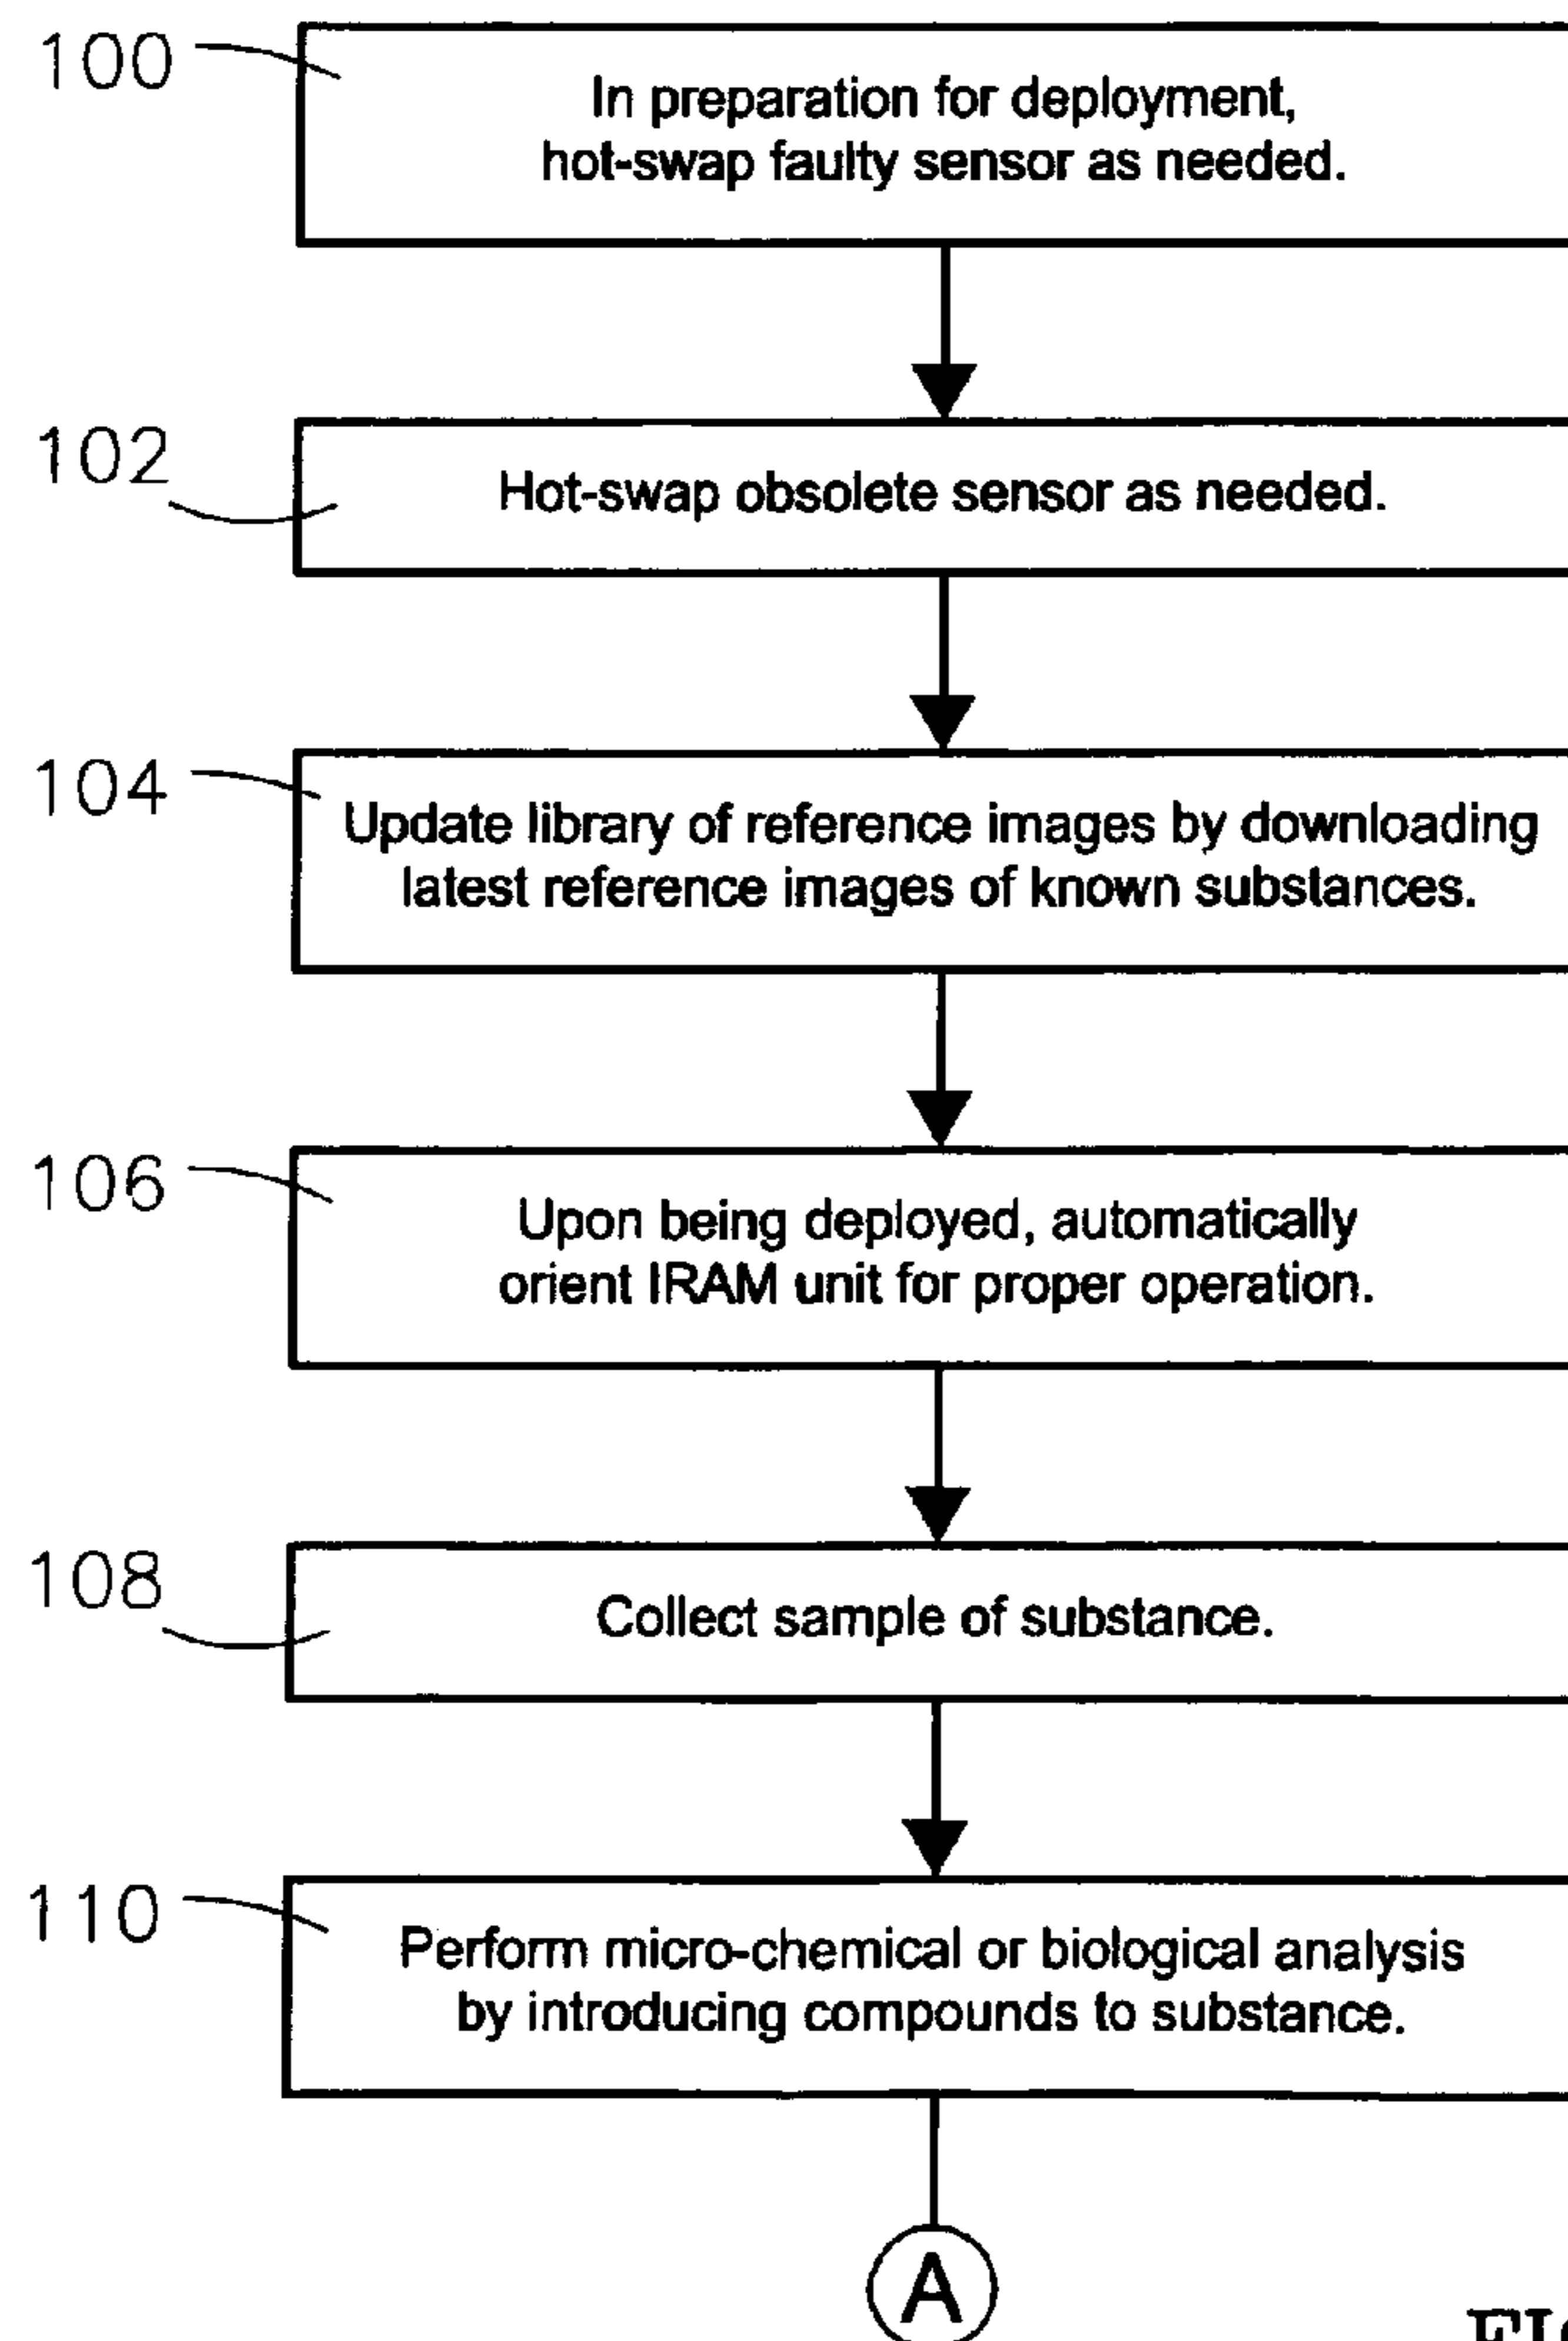 100
In preparation for deployment,
hot-swap faulty sensor as needed.
102
Hot-swap obsolete sensor as needed.
104
Update library of reference images by downloading
latest reference images of known substances.
106
Upon being deployed, automatically
orient IRAM unit for proper operation.
108
Collect sample of substance.
110
Perform micro-chemical or biological analysis
by introducing compounds to substance.
A